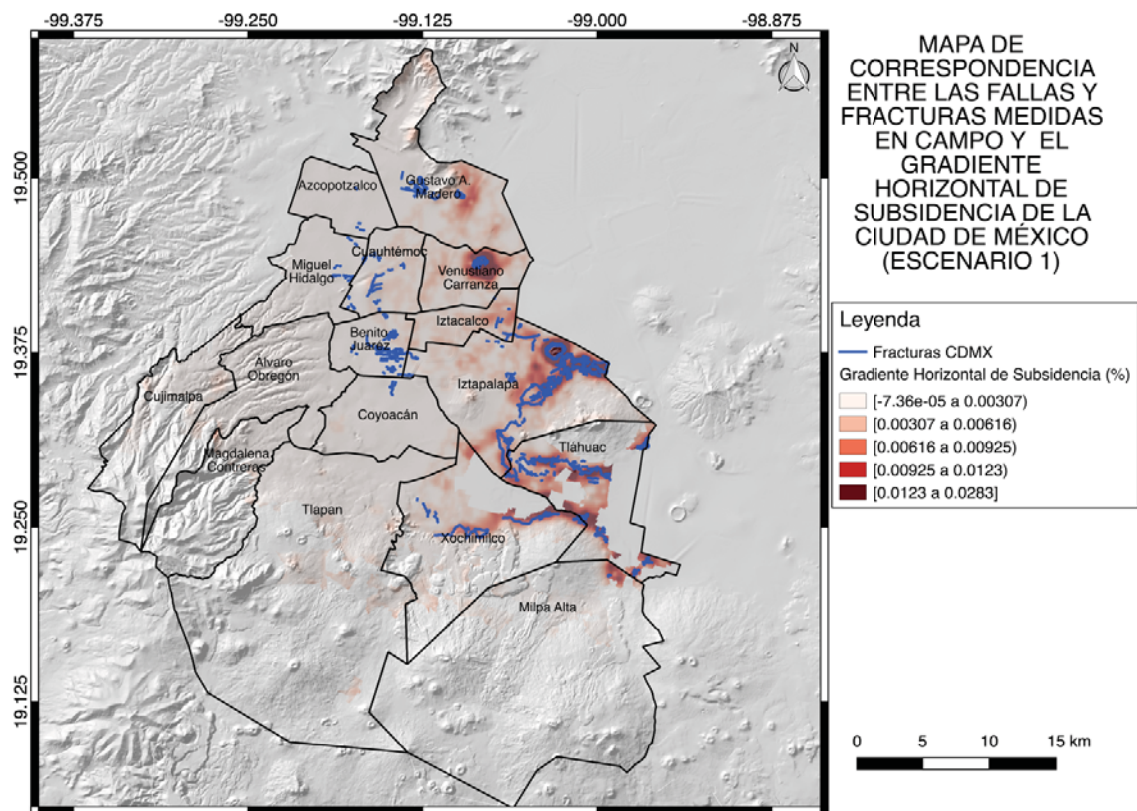 -99.375 -99.250 -99.125 -99.000 -98.875
19.500
19.375
19.250
19.125
N
Azcopotzalco
Gustavo A.
Madero
Miguel
Hidalgo
Cuauhtémoc
Venustiano
Carranza
Iztacalco
Benito
Juárez
Alvaro
Obregón
Cujimalpa
Iztapalapa
Coyoacán
Magdalena
Contreras
Tláhuac
Tlapan
Xochimilco
Milpa Alta
MAPA DE
CORRESPONDENCIA
ENTRE LAS FALLAS Y
FRACTURAS MEDIDAS
EN CAMPO Y EL
GRADIENTE
HORIZONTAL DE
SUBSIDENCIA DE LA
CIUDAD DE MÉXICO
(ESCENARIO 1)
Leyenda
Fracturas CDMX
Gradiente Horizontal de Subsidencia (%)
[-7.36e-05 a 0.00307)
[0.00307 a 0.00616)
[0.00616 a 0.00925)
[0.00925 a 0.0123)
[0.0123 a 0.0283]
0 5 10 15 km